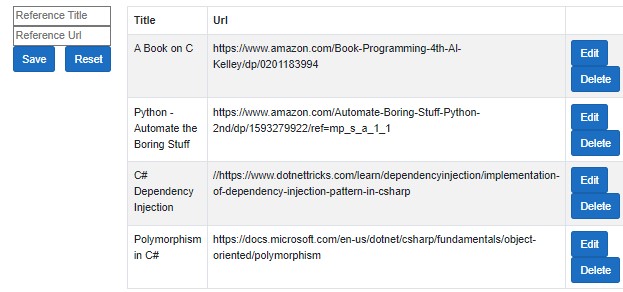 Reference Title
Reference Url
Save Reset
Title Url
A Book on C https://www.amazon.com/Book-Programming-4th-Al-
Kelley/dp/0201183994
Edit
Delete
Python - https://www.amazon.com/Automate-Boring-Stuff-Python-
Automate the 2nd/dp/1593279922/ref=mp_s_a_1_1
Boring Stuff
Edit
Delete
C# //https://www.dotnettricks.com/learn/dependencyinjection/implementation-
Dependency of-dependency-injection-pattern-in-csharp
Injection
Edit
Delete
Polymorphism https://docs.microsoft.com/en-us/dotnet/csharp/fundamentals/object-
in C# oriented/polymorphism
Edit
Delete